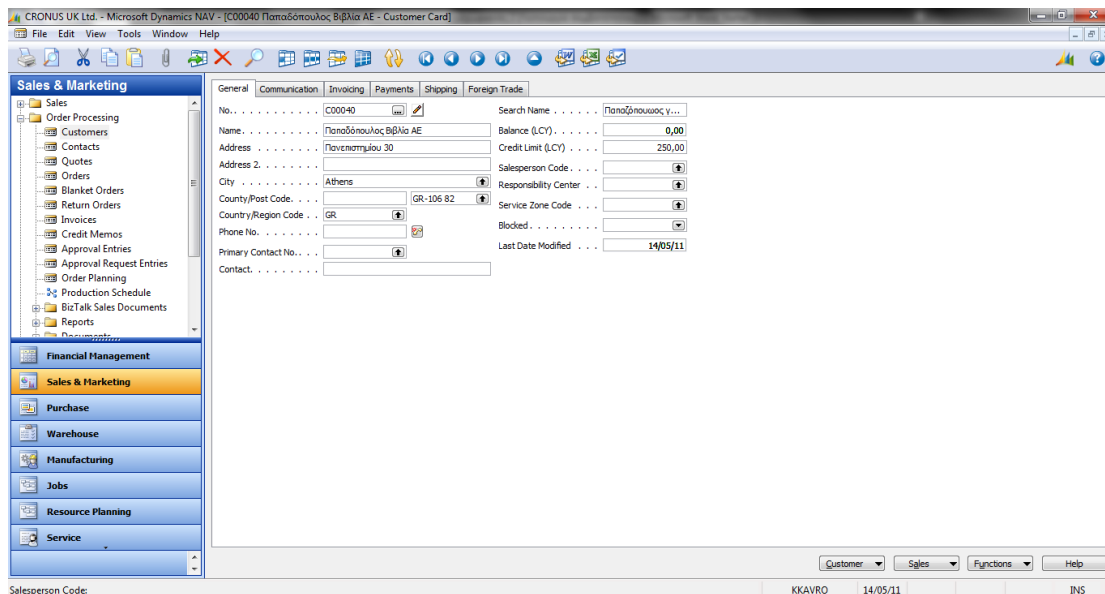 CRONUS UK Ltd. - Microsoft Dynamics NAV - [C00040 Παπαδόπουλος Βιβλία ΑΕ - Customer Card]
File Edit View Tools Window Help
Sales & Marketing
Sales
Order Processing
Customers
Contacts
Quotes
Orders
Blanket Orders
Return Orders
Invoices
Credit Memos
Approval Entries
Approval Request Entries
Order Planning
Production Schedule
BizTalk Sales Documents
Reports
Documents
Financial Management
Sales & Marketing
Purchase
Warehouse
Manufacturing
Jobs
Resource Planning
Service
General Communication Invoicing Payments Shipping Foreign Trade
No. . . . . . . . . . . . C00040
Name. . . . . . . . . . . Παπαδόπουλος Βιβλία ΑΕ
Address . . . . . . . . Πανεπιστημίου 30
Address 2. . . . . . . .
City . . . . . . . . . . Athens
County/Post Code. . . . GR-106 82
Country/Region Code . . GR
Phone No. . . . . . . . .
Primary Contact No. . . .
Contact. . . . . . . . . .
Search Name . . . . . . Παπαζόπουωος γ...
Balance (LCY) . . . . . . 0,00
Credit Limit (LCY) . . . . 250,00
Salesperson Code. . . .
Responsibility Center . .
Service Zone Code . . .
Blocked. . . . . . . . .
Last Date Modified . . . 14/05/11
Customer Sales Functions Help
Salesperson Code: KKAVRO 14/05/11 INS